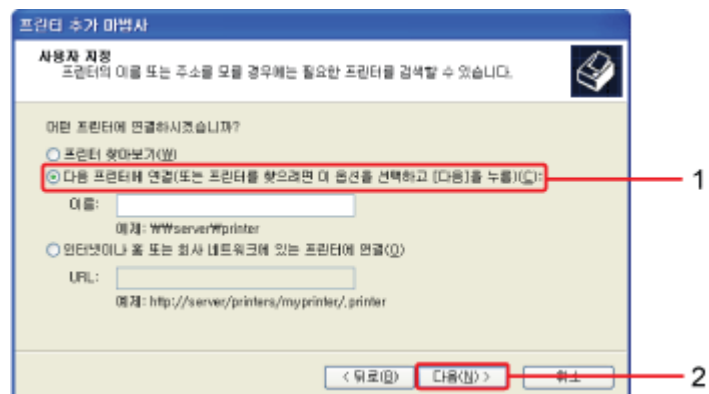 프린터 추가 마법사
사용자 지정
프린터의 이름 또는 주소를 모를 경우에는 필요한 프린터를 검색할 수 있습니다.
어떤 프린터에 연결하시겠습니까?
프린터 찾아보기(W)
다음 프린터에 연결(또는 프린터를 찾으려면 이 옵션을 선택하고 [다음]을 누름)(C):
1
이름:
예제: ₩₩server₩printer
인터넷이나 홈 또는 회사 네트워크에 있는 프린터에 연결(O)
URL:
예제: http://server/printers/myprinter/.printer
< 뒤로(B) 다음(N) > 취소
2